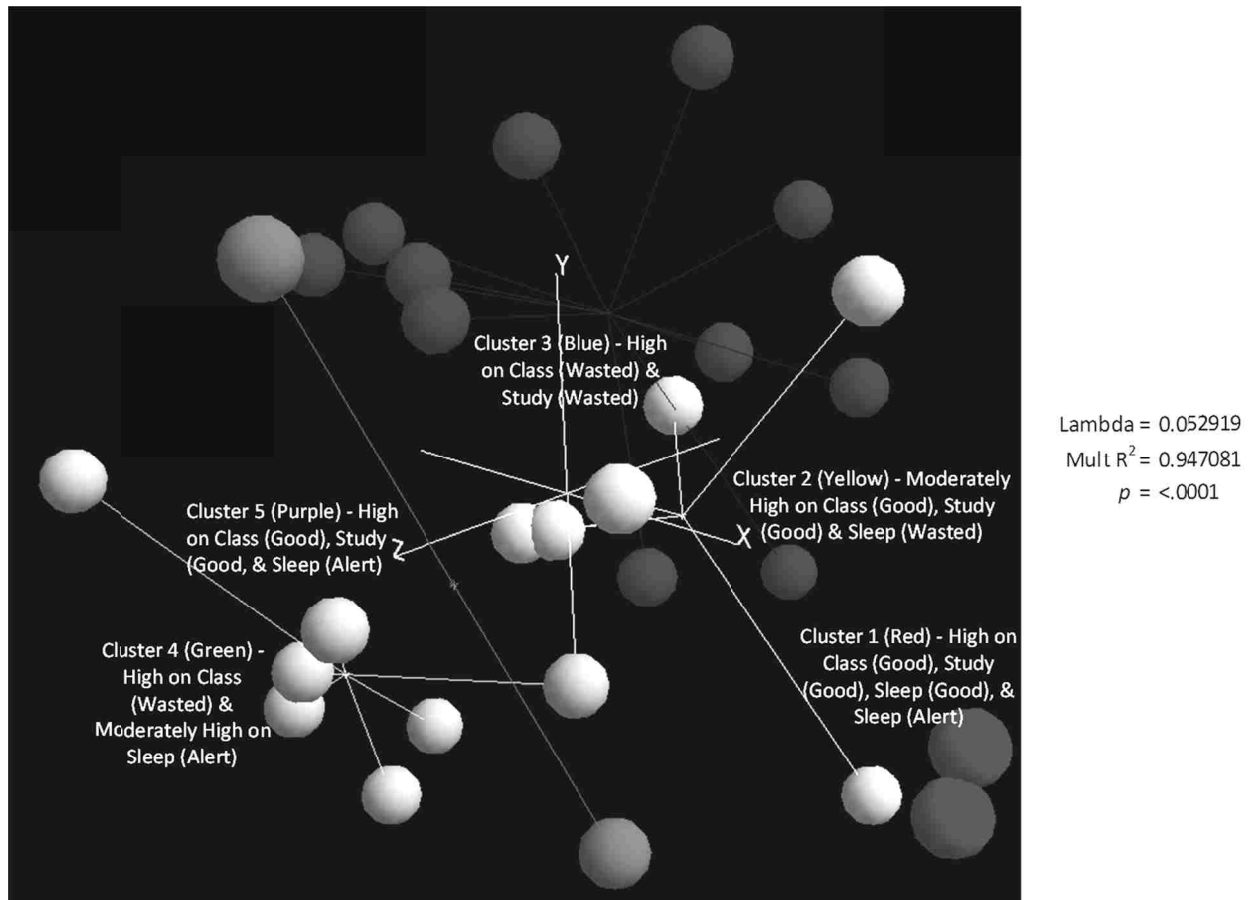 Y
Cluster 3 (Blue) - High
on Class (Wasted) &
Study (Wasted)
Cluster 2 (Yellow) - Moderately
High on Class (Good), Study
(Good) & Sleep (Wasted)
X
Cluster 5 (Purple) - High
on Class (Good), Study
(Good, & Sleep (Alert)
Z
Cluster 4 (Green) -
High on Class
(Wasted) &
Moderately High on
Sleep (Alert)
Cluster 1 (Red) - High on
Class (Good), Study
(Good), Sleep (Good), &
Sleep (Alert)
Lambda = 0.052919
Mult R² = 0.947081
p = <.0001